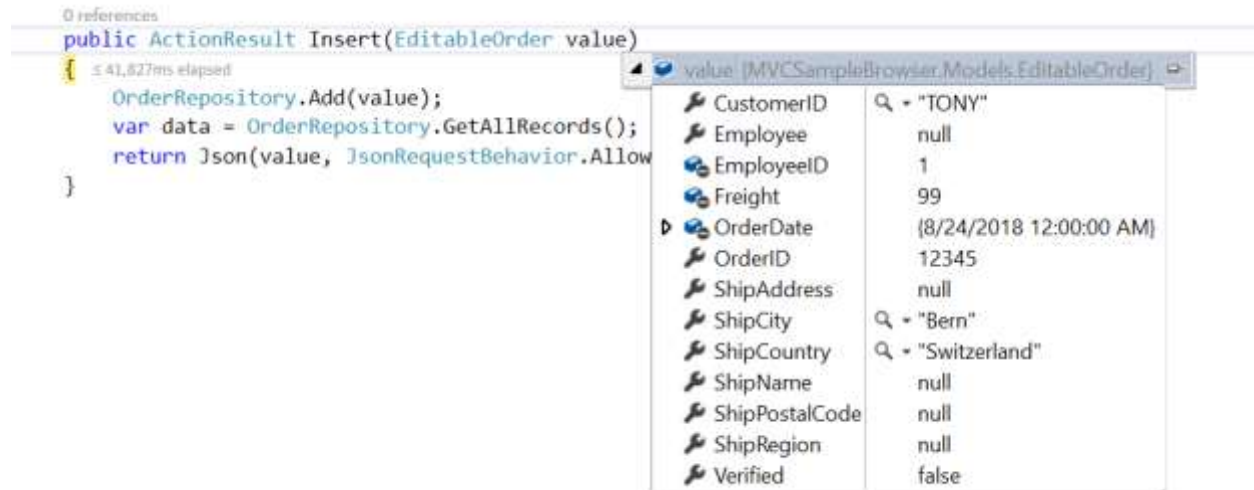 0 references
public ActionResult Insert(EditableOrder value)
{ ≤ 41,827ms elapsed
value {MVCSampleBrowser.Models.EditableOrder}
OrderRepository.Add(value);
var data = OrderRepository.GetAllRecords();
return Json(value, JsonRequestBehavior.Allow
}
CustomerID "TONY"
Employee null
EmployeeID 1
Freight 99
OrderDate {8/24/2018 12:00:00 AM}
OrderID 12345
ShipAddress null
ShipCity "Bern"
ShipCountry "Switzerland"
ShipName null
ShipPostalCode null
ShipRegion null
Verified false